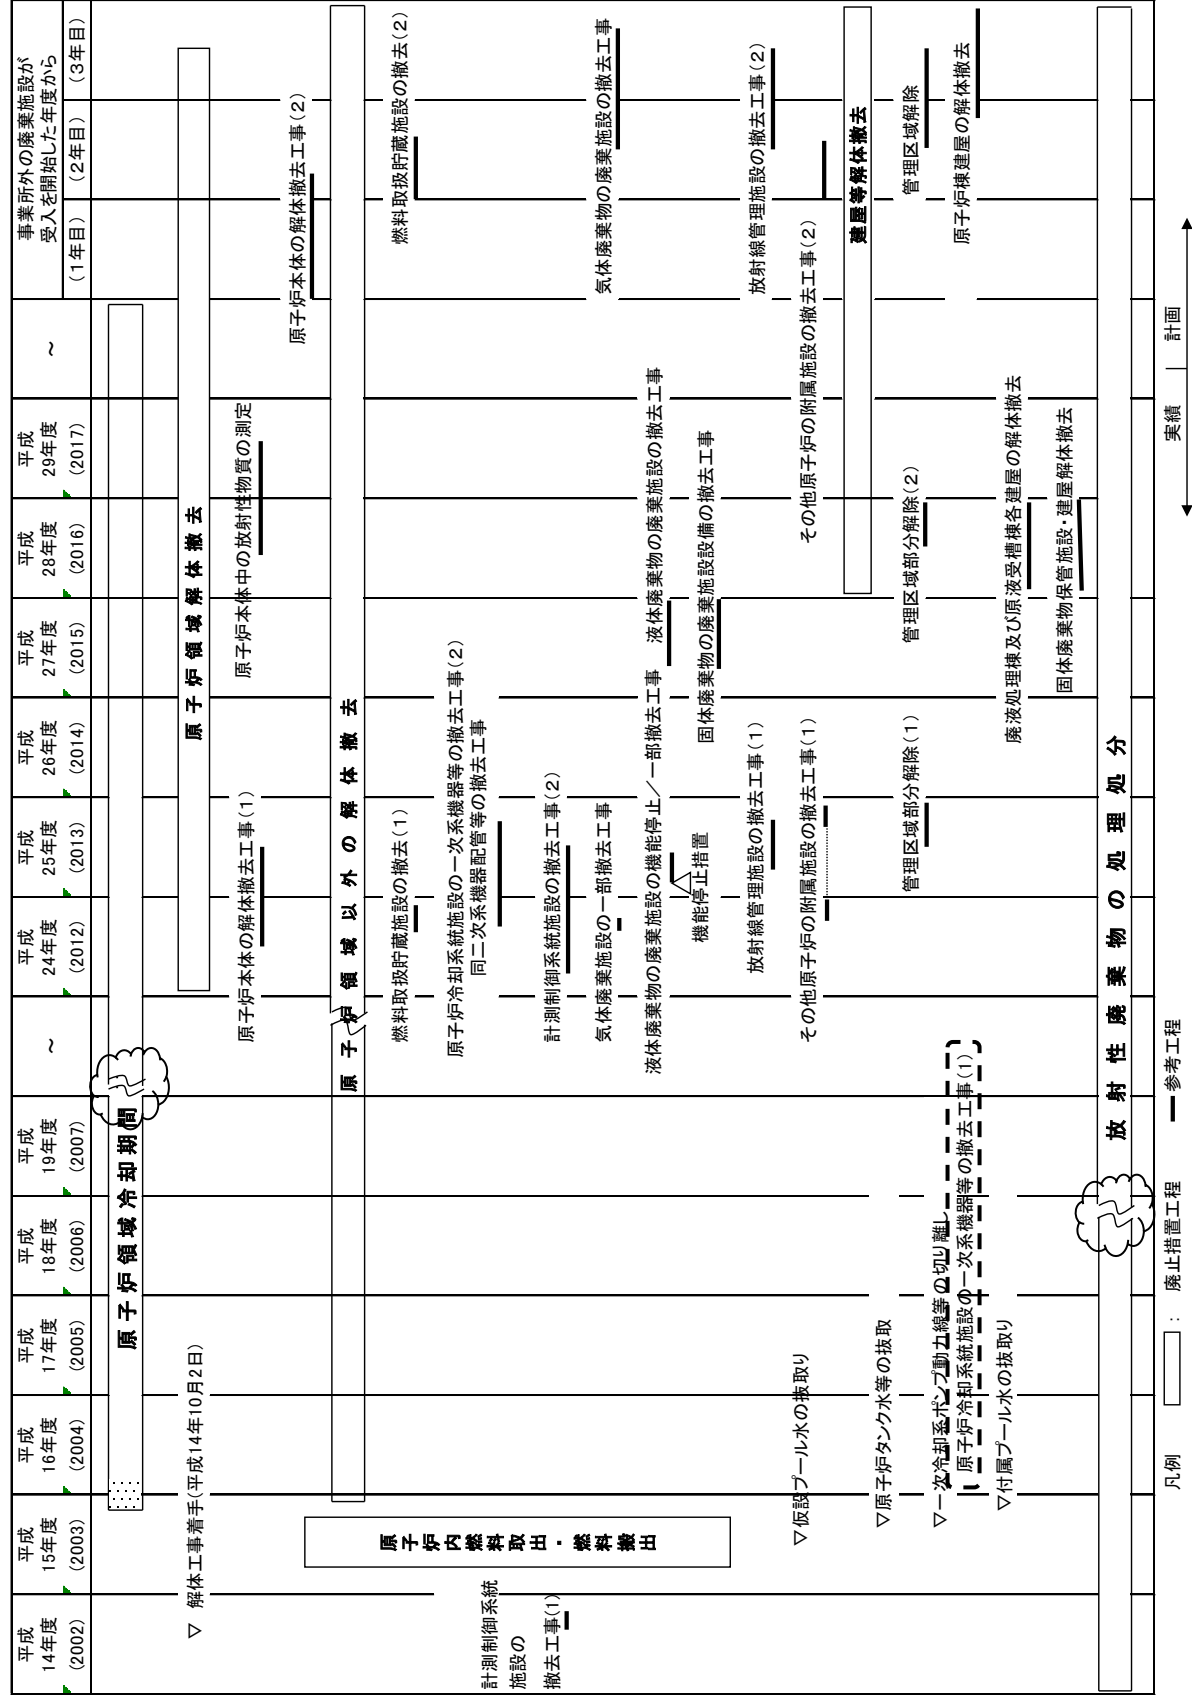 平成
14年度
(2002)
平成
15年度
(2003)
平成
16年度
(2004)
平成
17年度
(2005)
平成
18年度
(2006)
平成
19年度
(2007)
～
平成
24年度
(2012)
平成
25年度
(2013)
平成
26年度
(2014)
平成
27年度
(2015)
平成
28年度
(2016)
平成
29年度
(2017)
～
事業所外の廃棄施設が
受入を開始した年度から
(1年目)
(2年目)
(3年目)
原子炉領域冷却期間
▽ 解体工事着手(平成14年10月2日)
原子炉領域解体撤去
原子炉本体の解体撤去工事(1)
原子炉本体中の放射性物質の測定
原子炉本体の解体撤去工事(2)
原子炉領域以外の解体撤去
原子炉内燃料取出・燃料搬出
燃料取扱貯蔵施設の撤去(1)
燃料取扱貯蔵施設の撤去(2)
原子炉冷却系統施設の一次系機器等の撤去工事(2)
同二次系機器配管等の撤去工事
計測制御系統
施設の
撤去工事(1)
計測制御系統施設の撤去工事(2)
気体廃棄施設の一部撤去工事
気体廃棄物の廃棄施設の撤去工事
液体廃棄物の廃棄施設の機能停止／一部撤去工事
液体廃棄物の廃棄施設の撤去工事
機能停止措置
固体廃棄物の廃棄施設設備の撤去工事
放射線管理施設の撤去工事(1)
放射線管理施設の撤去工事(2)
▽仮設プール水の抜取り
その他原子炉の附属施設の撤去工事(1)
その他原子炉の附属施設の撤去工事(2)
建屋等解体撤去
▽原子炉タンク水等の抜取
管理区域部分解除(1)
管理区域部分解除(2)
管理区域解除
▽一次冷却系ポンプ動力線等の切り離し
原子炉冷却系統施設の一次系機器等の撤去工事(1)
原子炉棟建屋の解体撤去
▽付属プール水の抜取り
廃液処理棟及び原液受槽棟各建屋の解体撤去
固体廃棄物保管施設・建屋解体撤去
放射性廃棄物の処理処分
凡例
：
廃止措置工程
参考工程
実績
計画